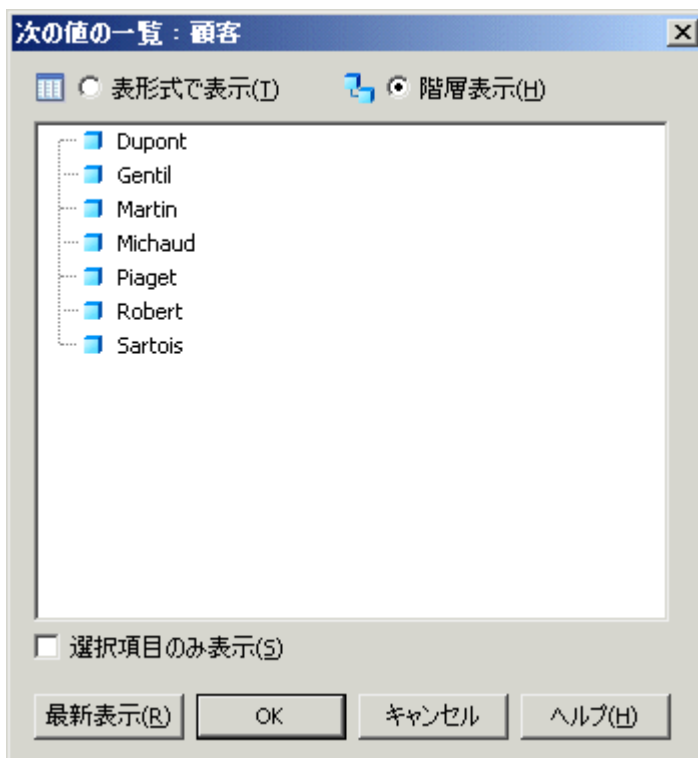 次の値の一覧：顧客
表形式で表示(T) 階層表示(H)
Dupont
Gentil
Martin
Michaud
Piaget
Robert
Sartois
選択項目のみ表示(S)
最新表示(R) OK キャンセル ヘルプ(H)